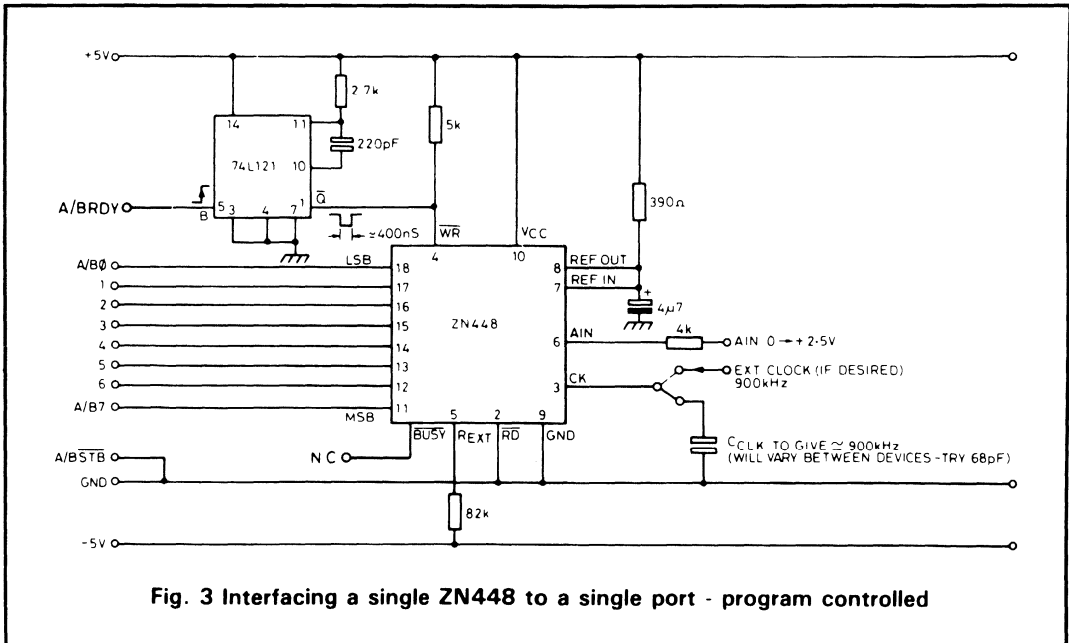 +5V
2·7k
5k
14
11
220pF
74L121
10
390Ω
A/BRDY
5
B
3
4
7
1
Q̅
≃400nS
W̅R̅
VCC
4
10
REF OUT
8
REF IN
7
+
4µ7
A/BØ
LSB
18
1
17
2
16
ZN448
3
15
4
14
5
13
6
12
A/B7
MSB
11
6
AIN
4k
AIN 0→+2·5V
3
CK
EXT CLOCK (IF DESIRED)
900kHz
5
2
9
B̅U̅S̅Y̅
REXT
R̅D̅
GND
NC
CCLK TO GIVE ≃ 900kHz
(WILL VARY BETWEEN DEVICES-TRY 68pF)
A/BS̅T̅B̅
GND
82k
-5V
Fig. 3 Interfacing a single ZN448 to a single port - program controlled